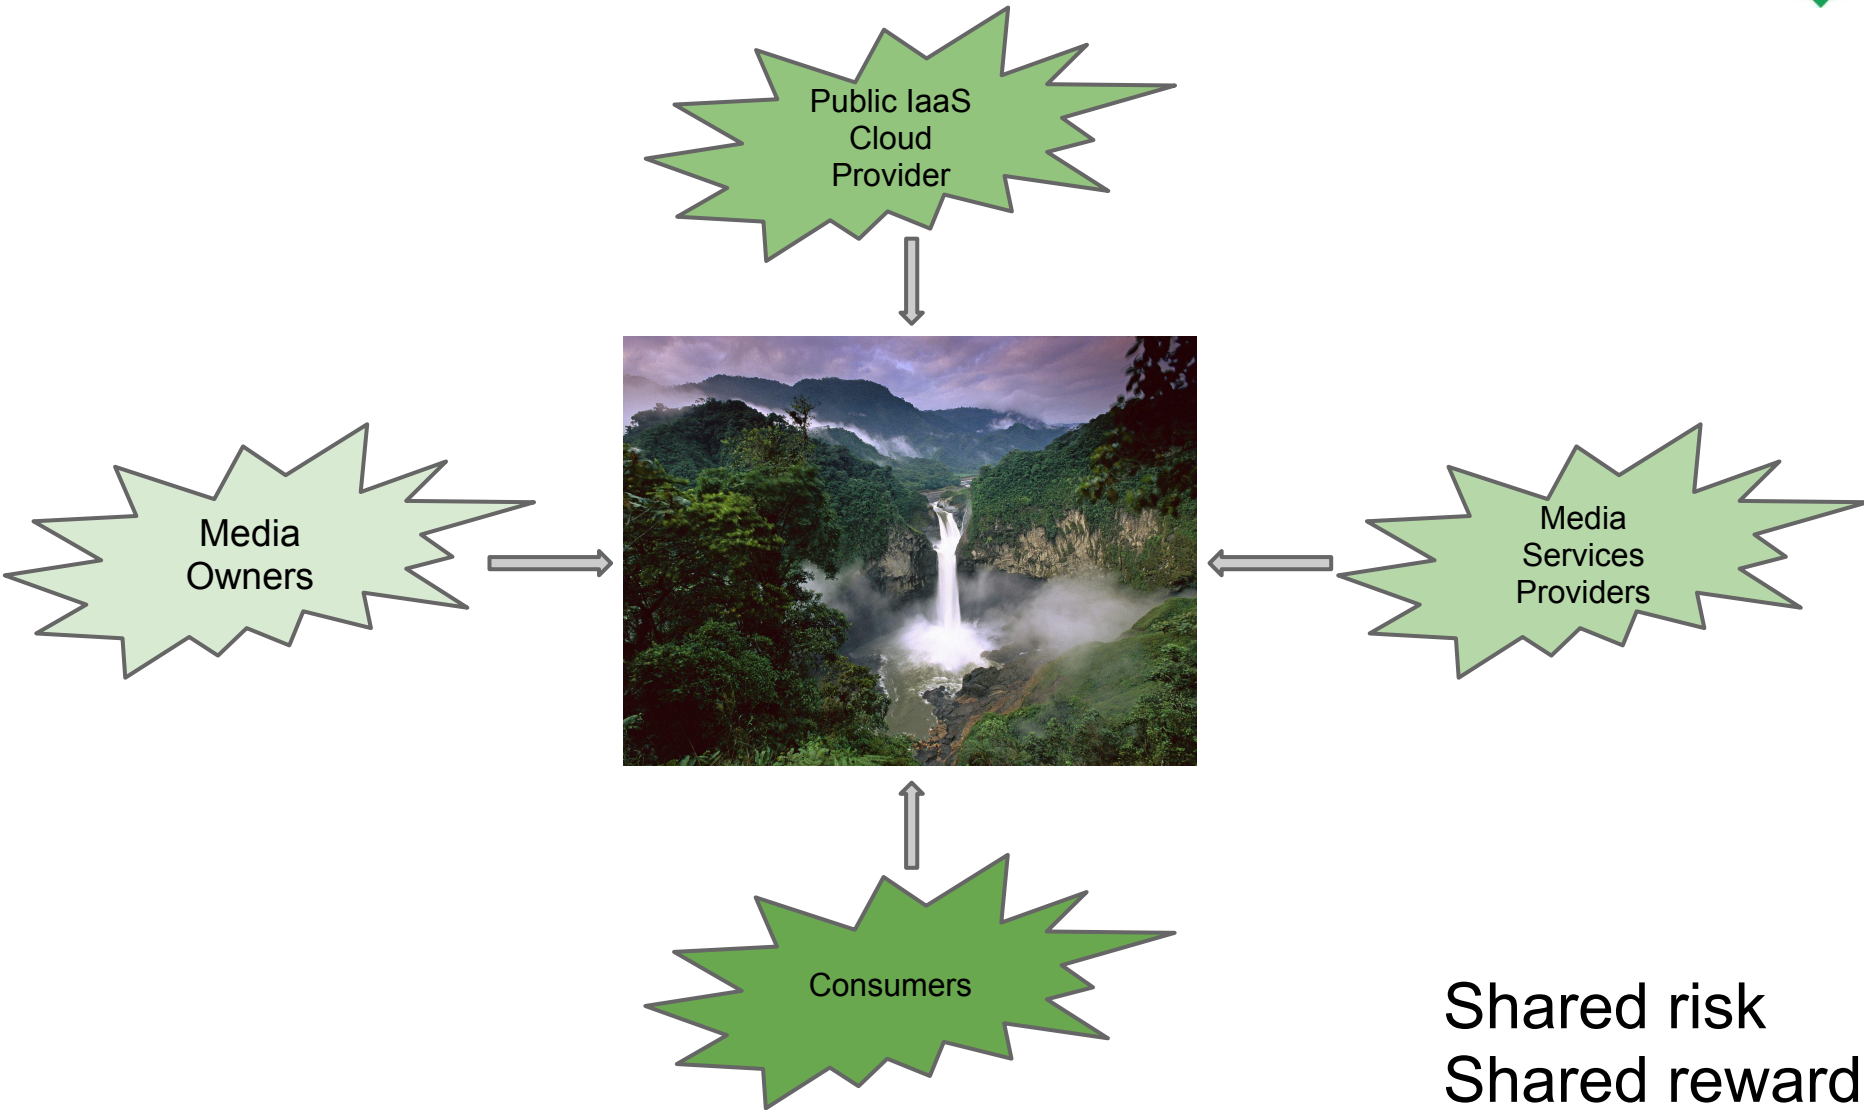 Public IaaS
Cloud
Provider
Media
Owners
Media
Services
Providers
Consumers
Shared risk
Shared reward